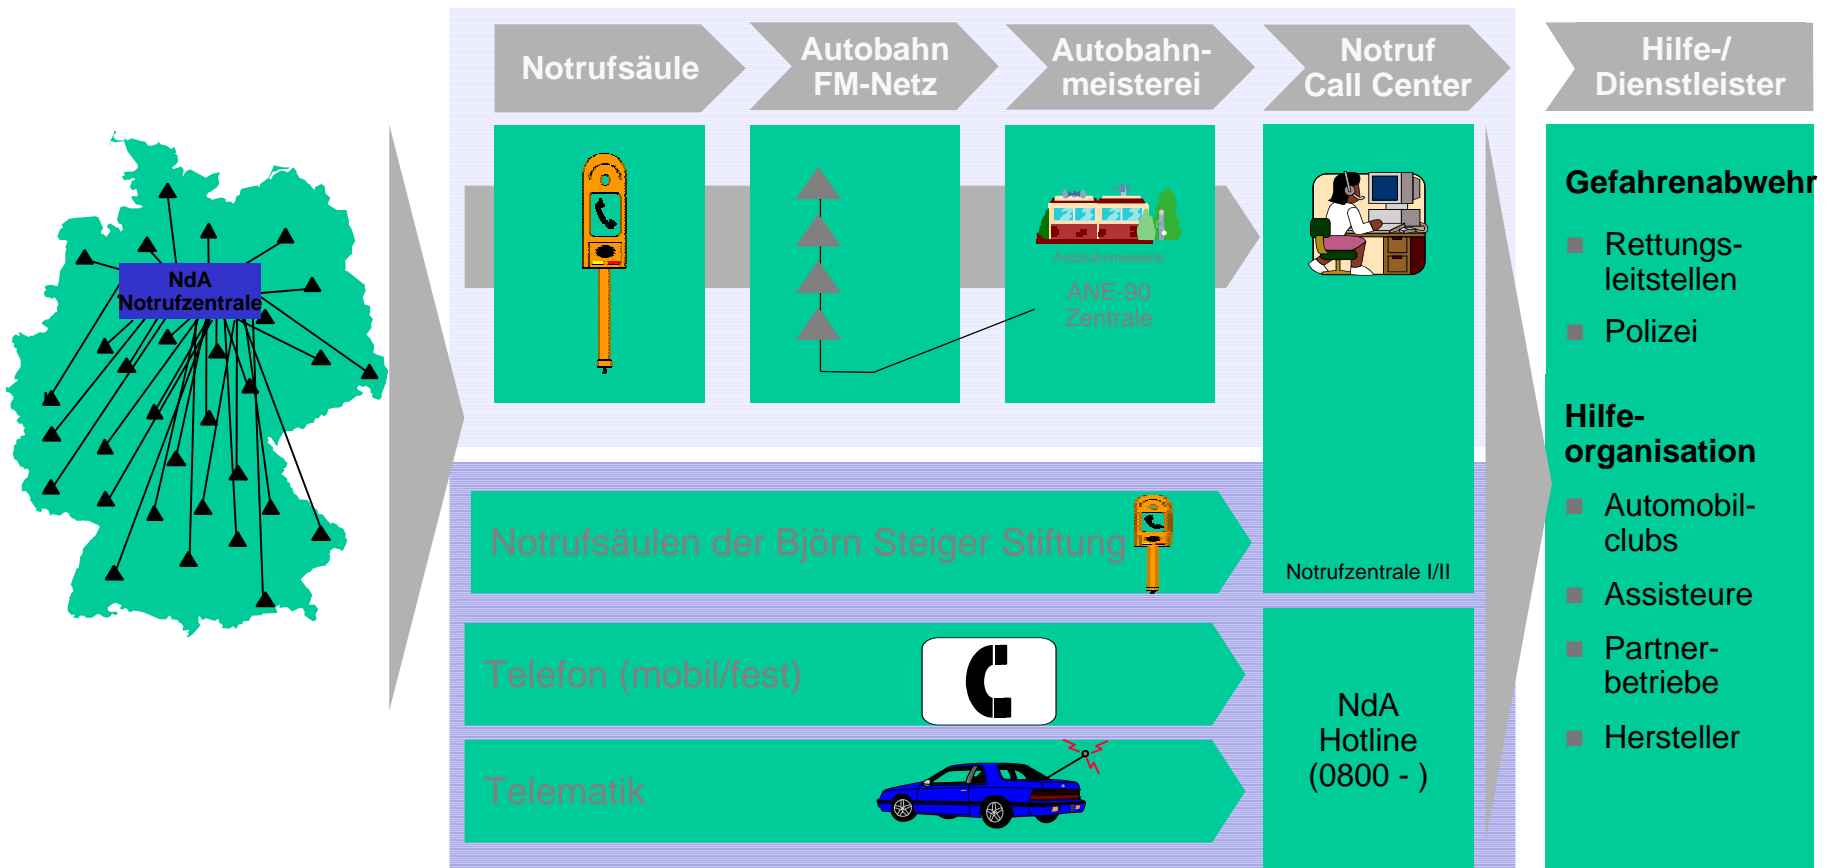 Notrufsäule
Autobahn
FM-Netz
Autobahn-
meisterei
Notruf
Call Center
Hilfe-/
Dienstleister
NdA
Notrufzentrale
Autobahnmeisterei
ANE-90
Zentrale
Notrufsäulen der Björn Steiger Stiftung
Notrufzentrale I/II
Telefon (mobil/fest)
Telematik
NdA
Hotline
(0800 - )
Gefahrenabwehr
Rettungs-
leitstellen
Polizei
Hilfe-
organisation
Automobil-
clubs
Assisteure
Partner-
betriebe
Hersteller